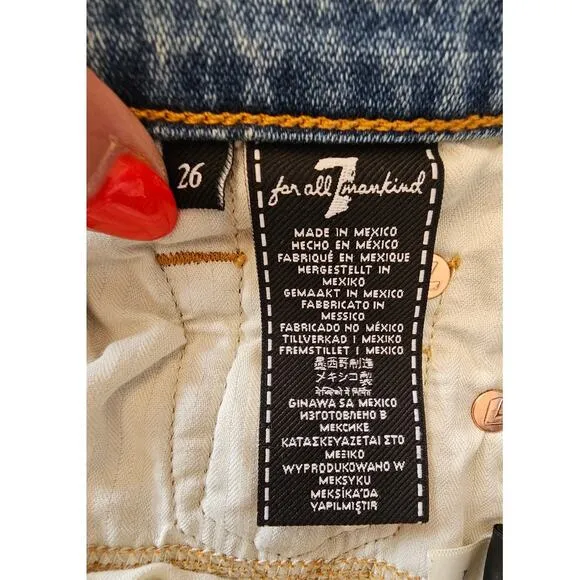 26
7
for all mankind
MADE IN MEXICO
HECHO EN MÉXICO
FABRIQUÉ EN MEXIQUE
HERGESTELLT IN
MEXIKO
GEMAAKT IN MEXICO
FABBRICATO IN
MESSICO
FABRICADO NO MÉXICO
TILLVERKAD I MEXIKO
FREMSTILLET I MEXICO
墨西哥制造
メキシコ製
GINAWA SA MEXICO
ИЗГОТОВЛЕНО В
МЕКСИКЕ
ΚΑΤΑΣΚΕΥΑΖΕΤΑΙ ΣΤΟ
ΜΕΞΙΚΟ
WYPRODUKOWANO W
MEKSYKU
MEKSİKA'DA
YAPILMIŞTIR